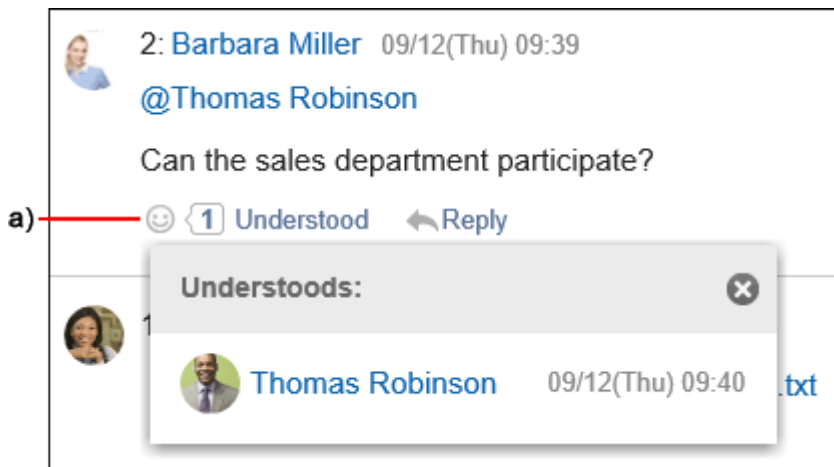 2: Barbara Miller 09/12(Thu) 09:39
@Thomas Robinson
Can the sales department participate?
a) 1 Understood Reply
Understoods:
Thomas Robinson 09/12(Thu) 09:40
.txt